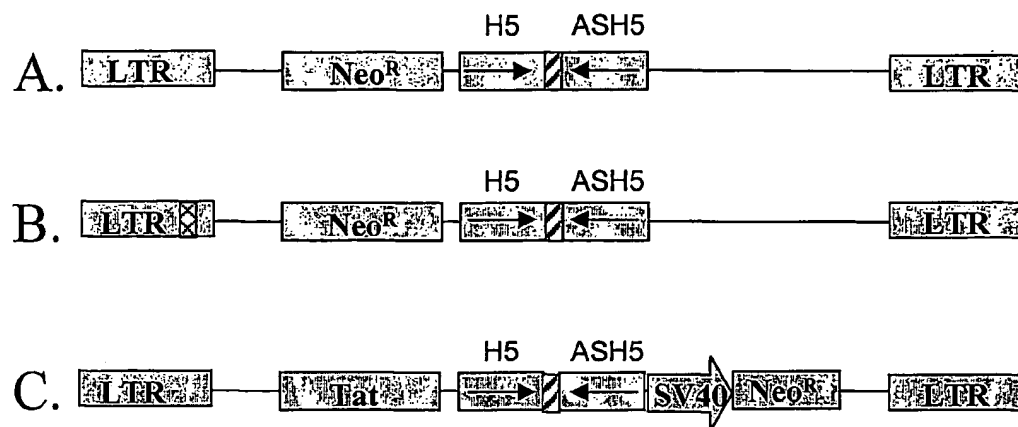 H5 ASH5
A. LTR Neo^R LTR
H5 ASH5
B. LTR Neo^R LTR
H5 ASH5
C. LTR Tat SV40 Neo^R LTR